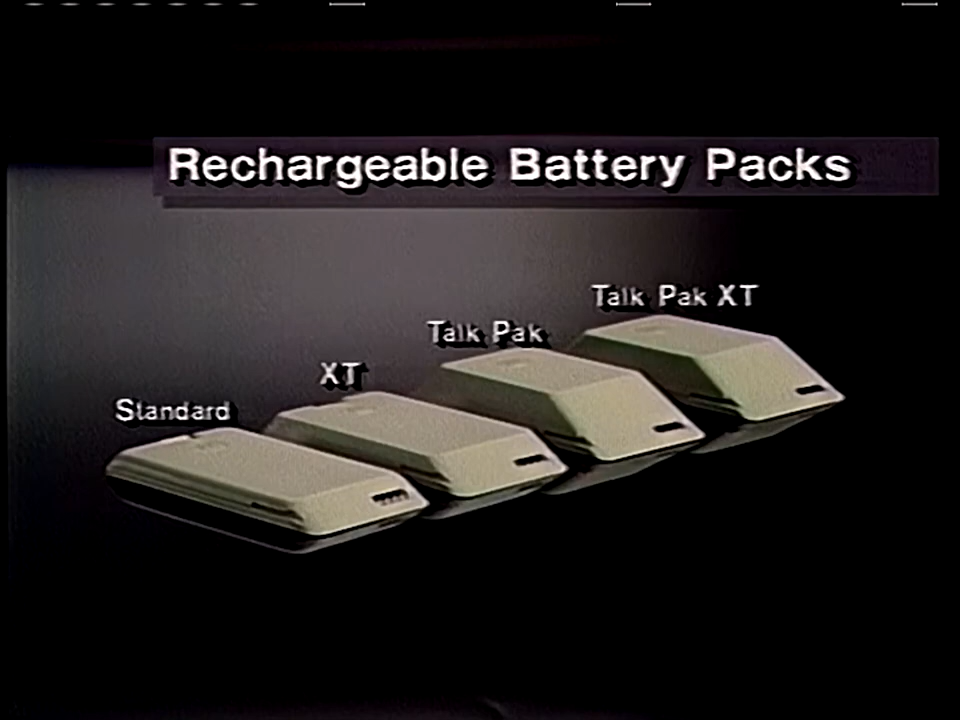 Rechargeable Battery Packs
Talk Pak XT
Talk Pak
XT
Standard